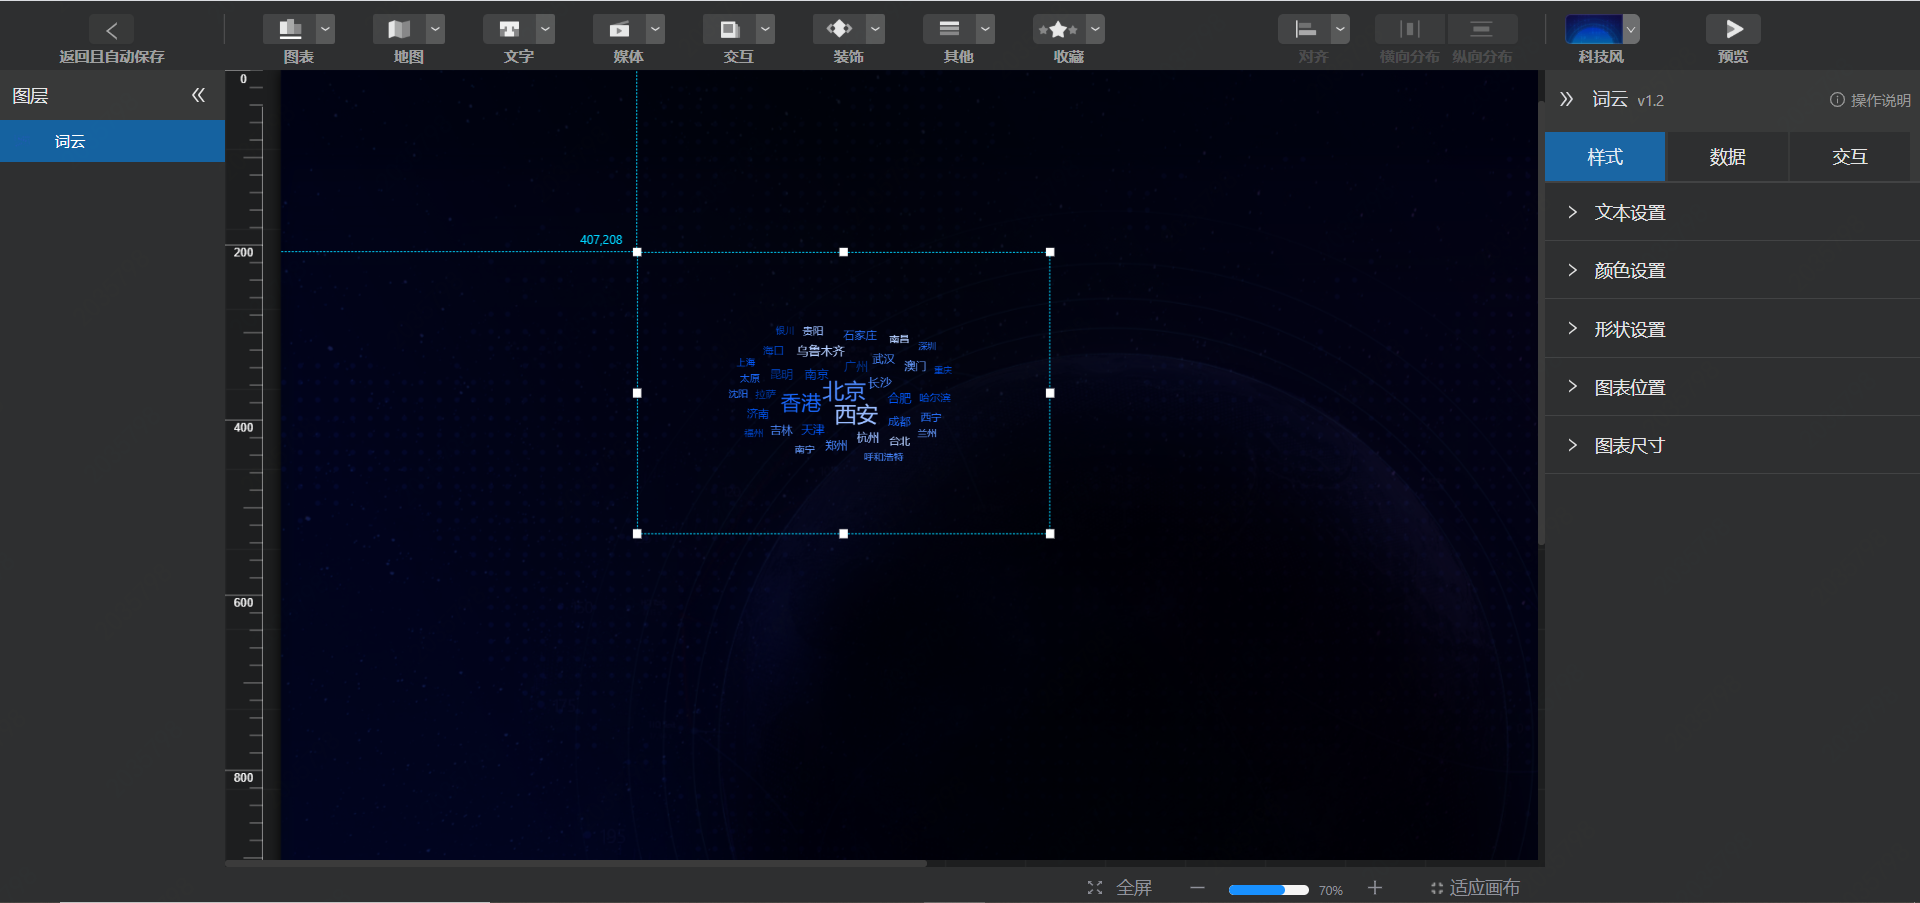 返回且自动保存
图表
地图
文字
媒体
交互
装饰
其他
收藏
对齐
横向分布
纵向分布
科技风
预览
图层
词云
0
200
400
600
800
407,208
银川
贵阳
石家庄
南昌
深圳
海口
乌鲁木齐
武汉
上海
广州
澳门
重庆
太原
昆明
南京
长沙
沈阳
拉萨
香港
北京
合肥
哈尔滨
济南
西安
成都
西宁
福州
吉林
天津
杭州
台北
兰州
南宁
郑州
呼和浩特
词云 v1.2
操作说明
样式
数据
交互
文本设置
颜色设置
形状设置
图表位置
图表尺寸
全屏
70%
适应画布